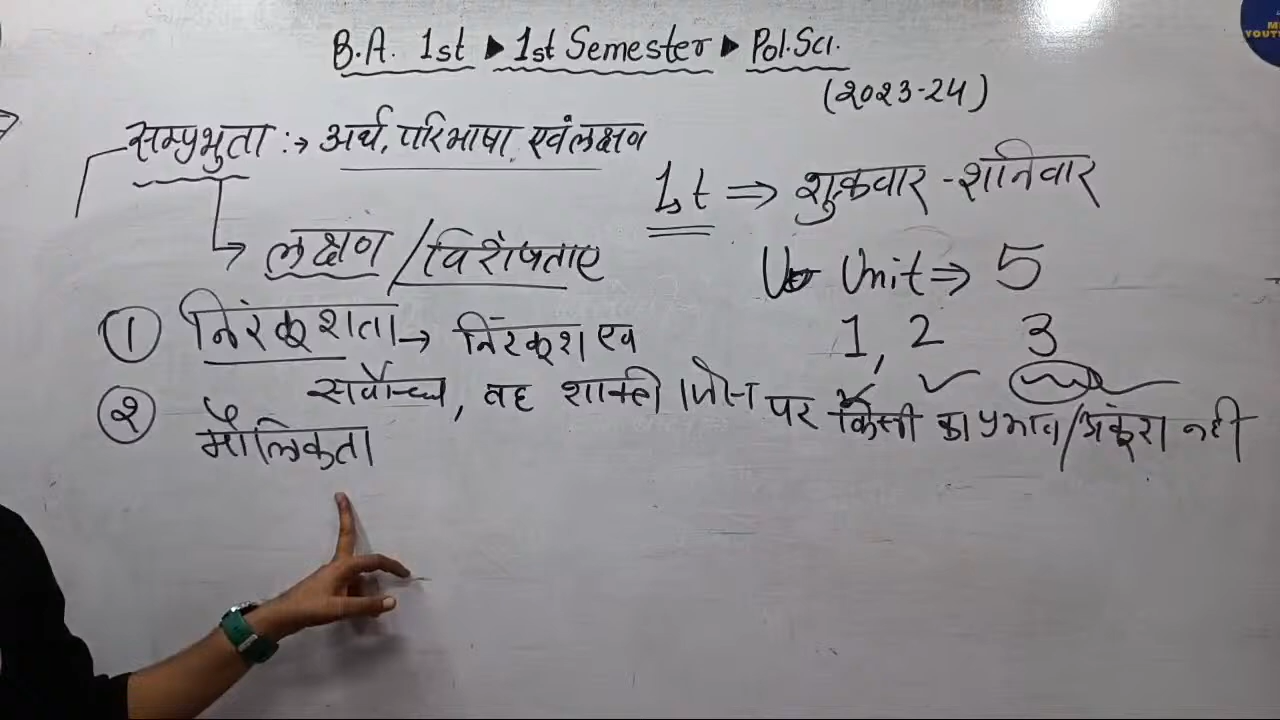 B.A. 1st ▸ 1st Semester ▸ Pol.Sci.
(2023-24)
सम्प्रभुता :→ अर्थ, परिभाषा एवं लक्षण
1st ⇒ शुक्रवार - शनिवार
→ लक्षण / विशेषताए
Unit ⇒ 5
① निरंकुशता → निरंकुश एव
1, 2 3
सर्वोच्च, वह शक्ती जिस पर किसी का प्रभाव/अंकुश नही
② मौलिकता
YOUT